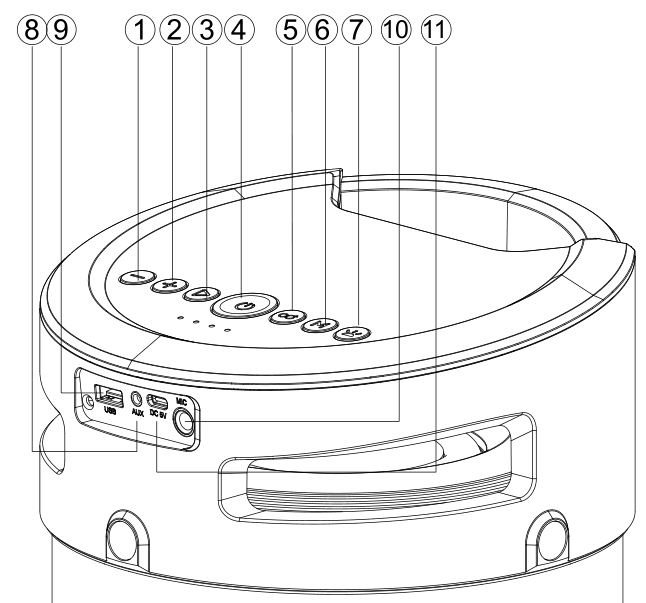 ⑧ ⑨ ① ② ③ ④ ⑤ ⑥ ⑦ ⑩ ⑪
USB AUX DC 5V MIC